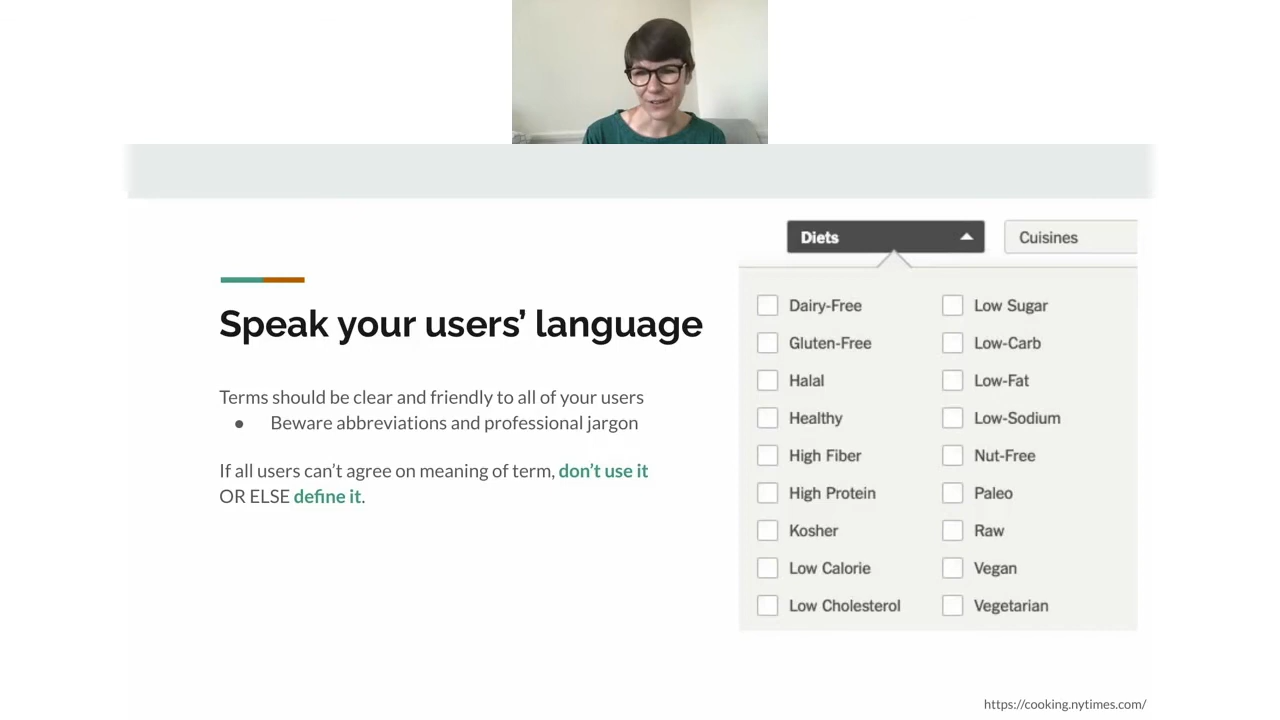 Diets
Cuisines
Speak your users’ language
Terms should be clear and friendly to all of your users
● Beware abbreviations and professional jargon
If all users can’t agree on meaning of term, don’t use it
OR ELSE define it.
Dairy-Free
Gluten-Free
Halal
Healthy
High Fiber
High Protein
Kosher
Low Calorie
Low Cholesterol
Low Sugar
Low-Carb
Low-Fat
Low-Sodium
Nut-Free
Paleo
Raw
Vegan
Vegetarian
https://cooking.nytimes.com/